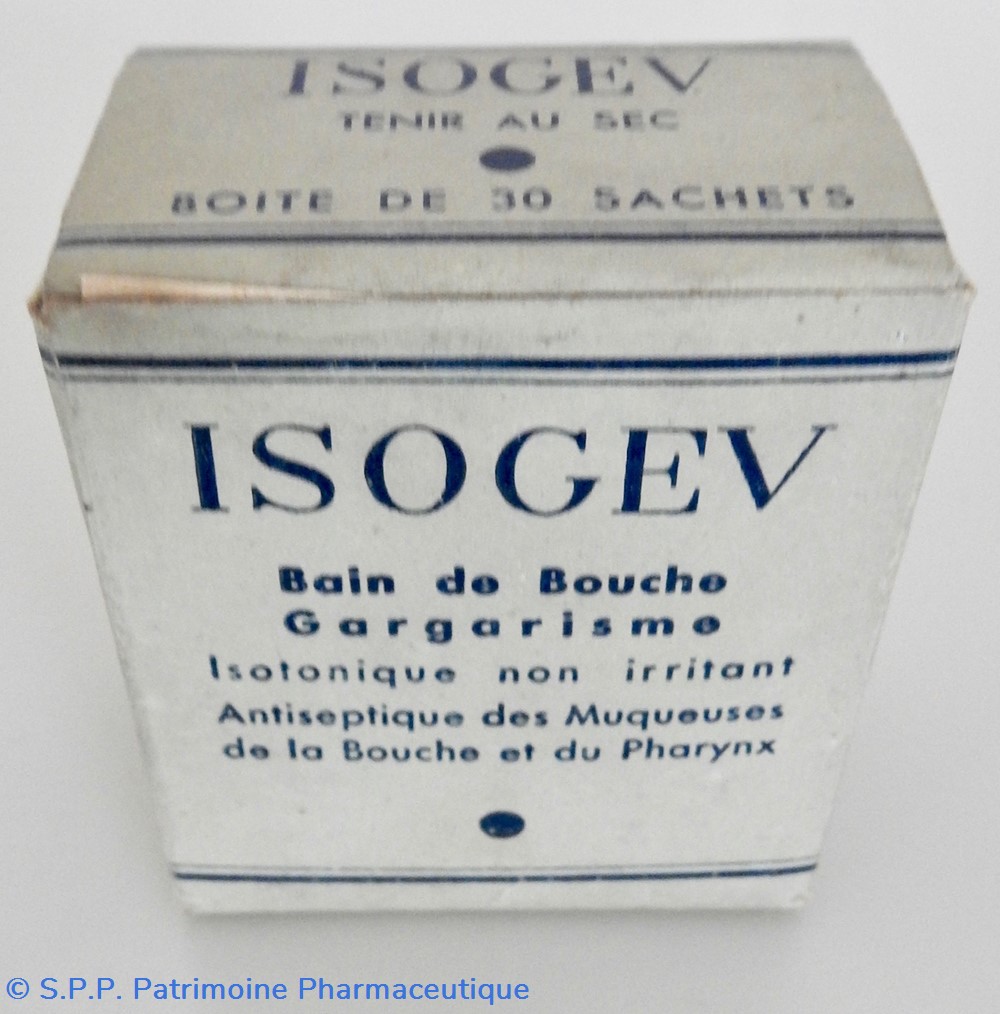 ISOGEV
TENIR AU SEC
BOITE DE 30 SACHETS
ISOGEV
Bain de Bouche
Gargarisme
Isotonique non irritant
Antiseptique des Muqueuses
de la Bouche et du Pharynx
© S.P.P. Patrimoine Pharmaceutique